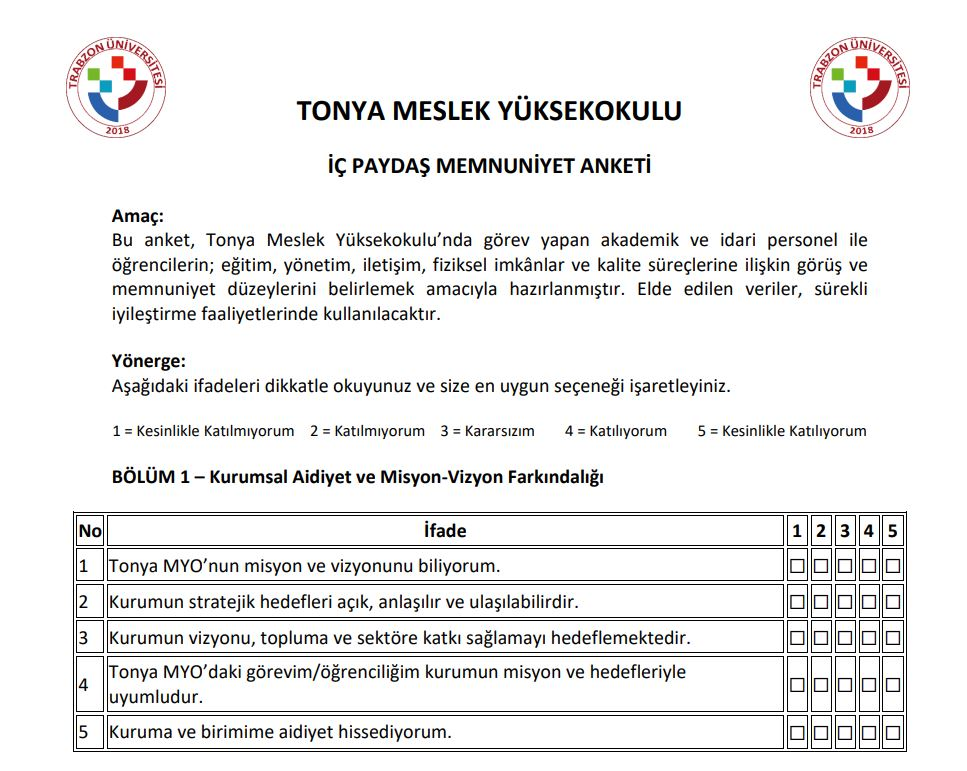 TRABZON ÜNİVERSİTESİ
2018
TRABZON ÜNİVERSİTESİ
2018
TONYA MESLEK YÜKSEKOKULU
İÇ PAYDAŞ MEMNUNİYET ANKETİ
Amaç:
Bu anket, Tonya Meslek Yüksekokulu’nda görev yapan akademik ve idari personel ile
öğrencilerin; eğitim, yönetim, iletişim, fiziksel imkânlar ve kalite süreçlerine ilişkin görüş ve
memnuniyet düzeylerini belirlemek amacıyla hazırlanmıştır. Elde edilen veriler, sürekli
iyileştirme faaliyetlerinde kullanılacaktır.
Yönerge:
Aşağıdaki ifadeleri dikkatle okuyunuz ve size en uygun seçeneği işaretleyiniz.
1 = Kesinlikle Katılmıyorum 2 = Katılmıyorum 3 = Kararsızım 4 = Katılıyorum 5 = Kesinlikle Katılıyorum
BÖLÜM 1 – Kurumsal Aidiyet ve Misyon-Vizyon Farkındalığı
No İfade 1 2 3 4 5
1 Tonya MYO’nun misyon ve vizyonunu biliyorum. ☐ ☐ ☐ ☐ ☐
2 Kurumun stratejik hedefleri açık, anlaşılır ve ulaşılabilirdir. ☐ ☐ ☐ ☐ ☐
3 Kurumun vizyonu, topluma ve sektöre katkı sağlamayı hedeflemektedir. ☐ ☐ ☐ ☐ ☐
4 Tonya MYO’daki görevim/öğrenciliğim kurumun misyon ve hedefleriyle
uyumludur. ☐ ☐ ☐ ☐ ☐
5 Kuruma ve birimime aidiyet hissediyorum. ☐ ☐ ☐ ☐ ☐